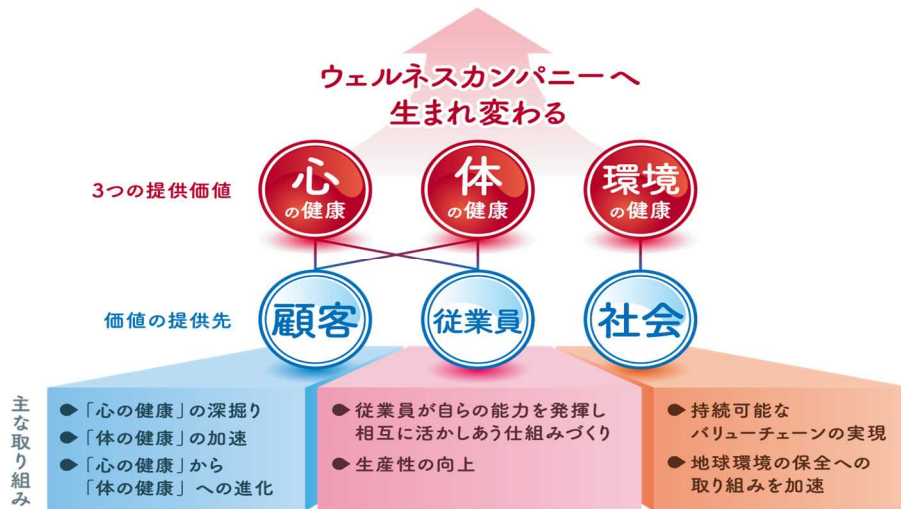 ウェルネスカンパニーへ
生まれ変わる
3つの提供価値
心
の健康
体
の健康
環境
の健康
価値の提供先
顧客
従業員
社会
主な取り組み
「心の健康」の深掘り
「体の健康」の加速
「心の健康」から
「体の健康」への進化
従業員が自らの能力を発揮し
相互に活かしあう仕組みづくり
生産性の向上
持続可能な
バリューチェーンの実現
地球環境の保全への
取り組みを加速